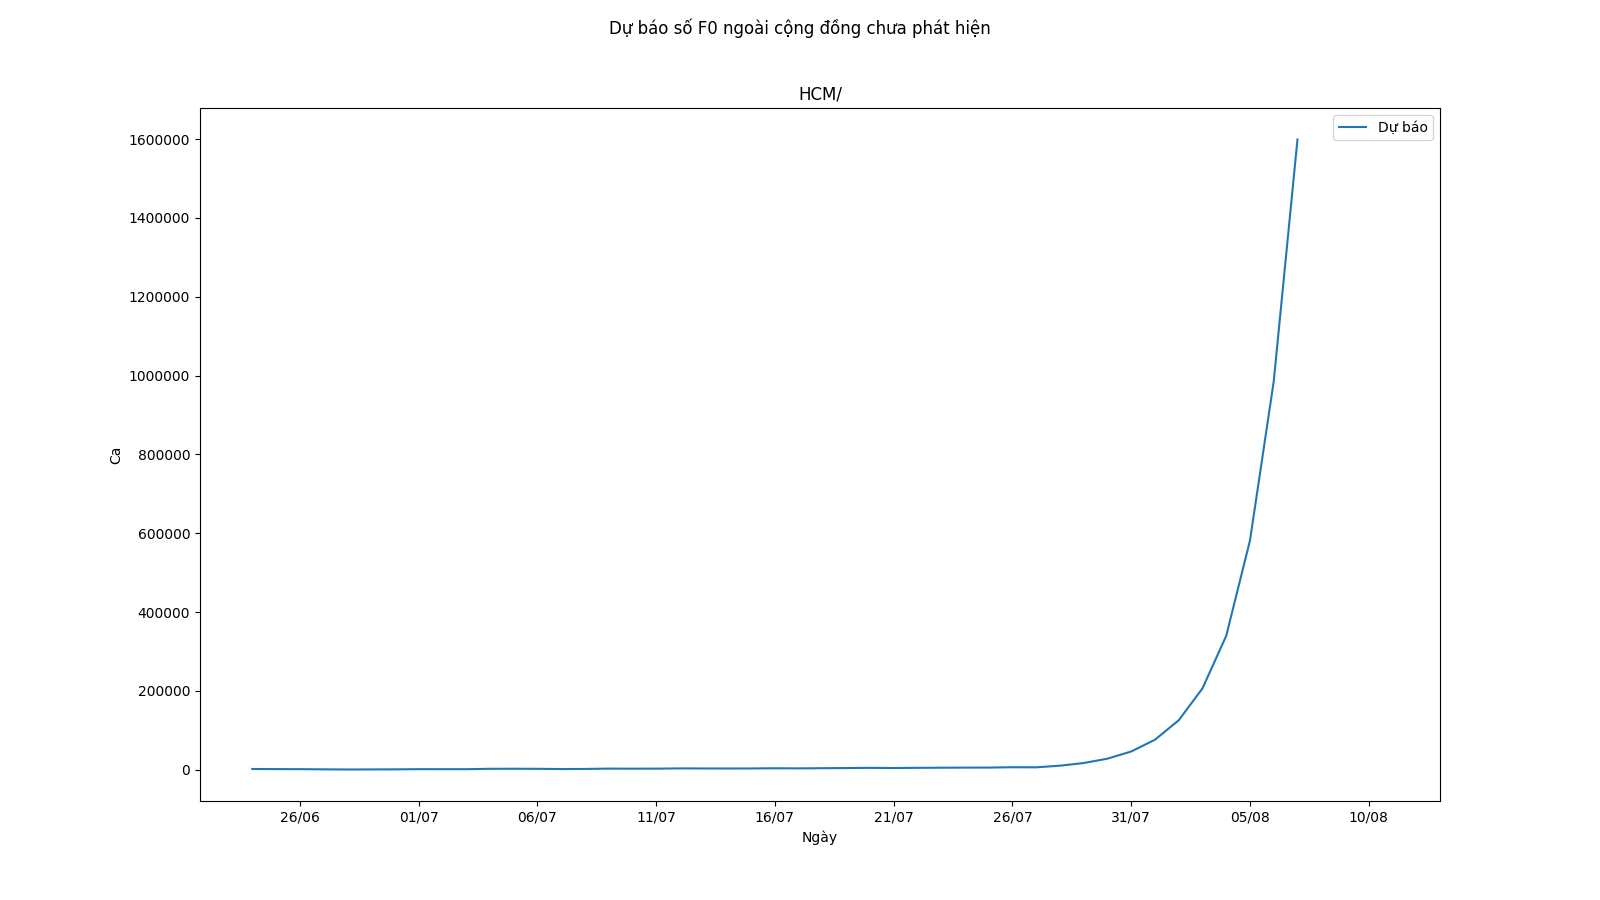 Dự báo số F0 ngoài cộng đồng chưa phát hiện
HCM/
Dự báo
1600000
1400000
1200000
1000000
800000
600000
400000
200000
0
Ca
26/06 01/07 06/07 11/07 16/07 21/07 26/07 31/07 05/08 10/08
Ngày